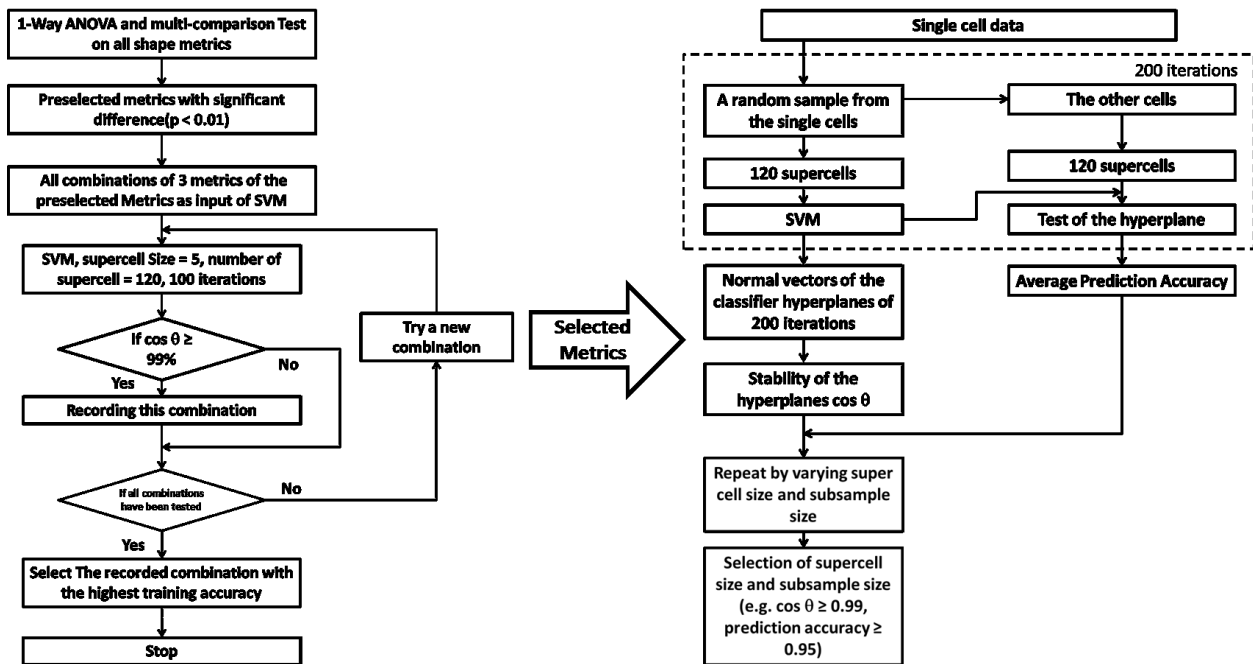 1-Way ANOVA and multi-comparison Test
on all shape metrics
Preselected metrics with significant
difference(p < 0.01)
All combinations of 3 metrics of the
preselected Metrics as input of SVM
SVM, supercell Size = 5, number of
supercell = 120, 100 iterations
If cos θ ≥
99%
No
Yes
Recording this combination
Try a new
combination
If all combinations
have been tested
No
Yes
Select The recorded combination with
the highest training accuracy
Stop
Selected
Metrics
Single cell data
200 iterations
A random sample from
the single cells
The other cells
120 supercells
120 supercells
SVM
Test of the hyperplane
Normal vectors of the
classifier hyperplanes of
200 iterations
Average Prediction Accuracy
Stability of the
hyperplanes cos θ
Repeat by varying super
cell size and subsample
size
Selection of supercell
size and subsample size
(e.g. cos θ ≥ 0.99,
prediction accuracy ≥
0.95)